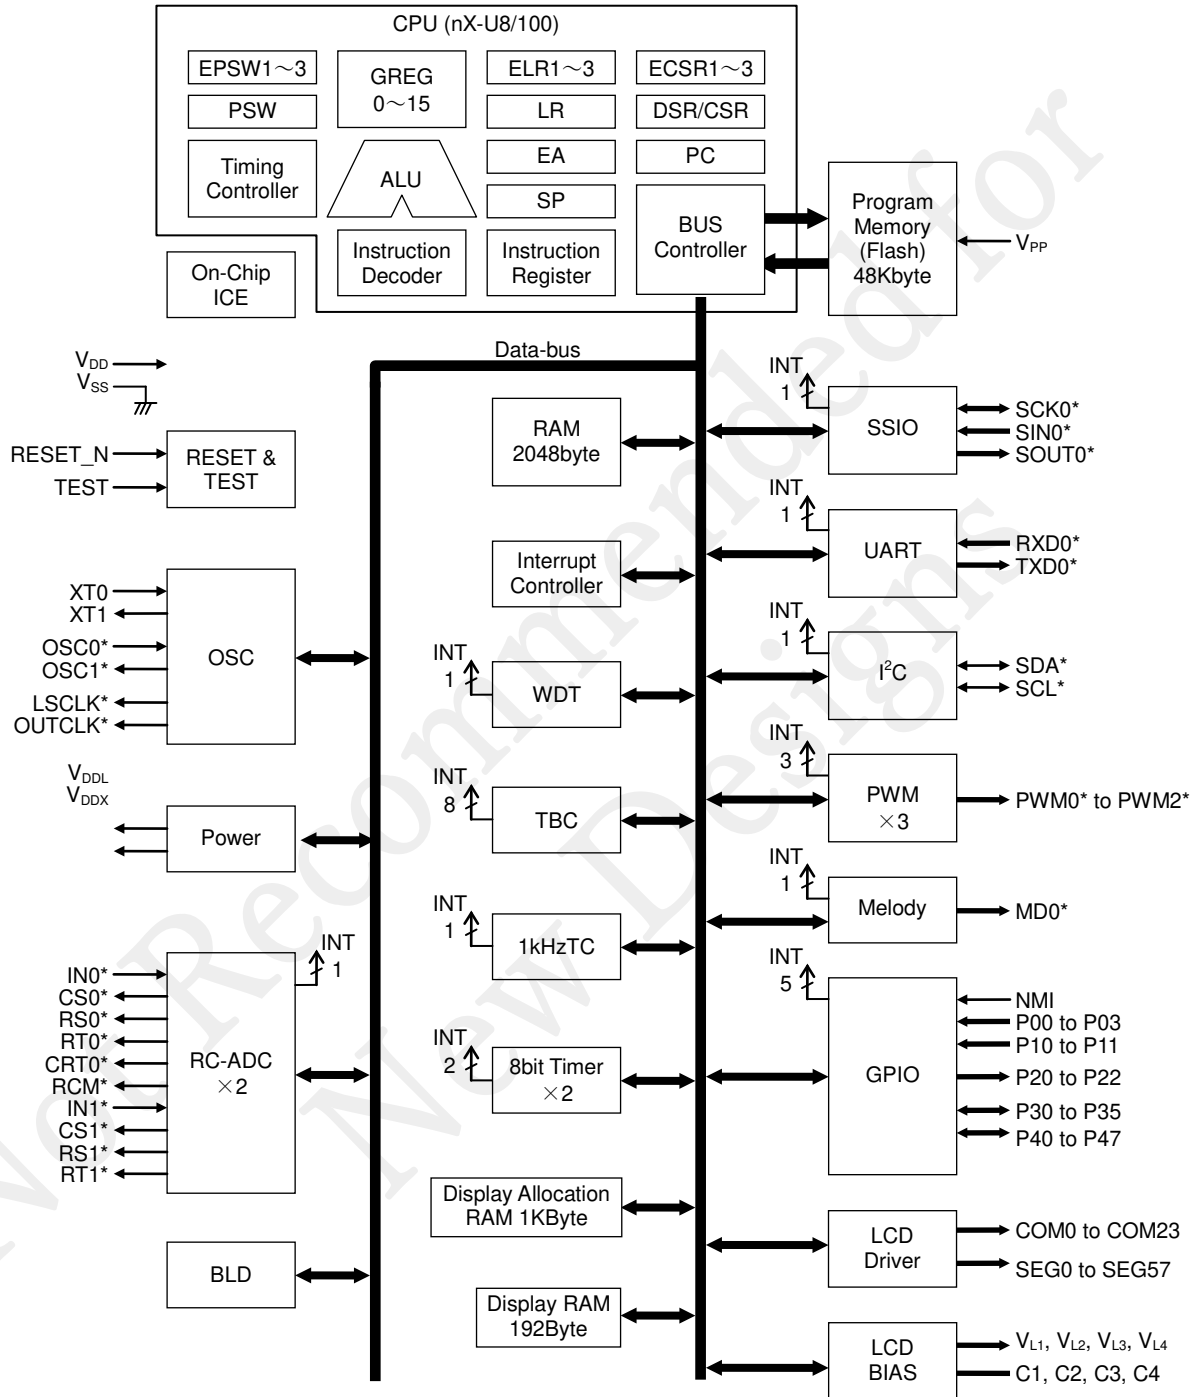 CPU (nX-U8/100)
EPSW1～3
GREG
0～15
ELR1～3
ECSR1～3
PSW
LR
DSR/CSR
Timing
Controller
ALU
EA
PC
SP
BUS
Controller
Instruction
Decoder
Instruction
Register
On-Chip
ICE
Program
Memory
(Flash)
48Kbyte
VPP
Data-bus
VDD
VSS
RESET_N
TEST
RESET &
TEST
XT0
XT1
OSC0*
OSC1*
LSCLK*
OUTCLK*
OSC
VDDL
VDDX
Power
IN0*
CS0*
RS0*
RT0*
CRT0*
RCM*
IN1*
CS1*
RS1*
RT1*
RC-ADC
×2
INT
1
BLD
RAM
2048byte
Interrupt
Controller
INT
1
WDT
INT
8
TBC
INT
1
1kHzTC
INT
2
8bit Timer
×2
Display Allocation
RAM 1KByte
Display RAM
192Byte
INT
1
SSIO
SCK0*
SIN0*
SOUT0*
INT
1
UART
RXD0*
TXD0*
INT
1
I²C
SDA*
SCL*
INT
3
PWM
×3
PWM0* to PWM2*
INT
1
Melody
MD0*
INT
5
GPIO
NMI
P00 to P03
P10 to P11
P20 to P22
P30 to P35
P40 to P47
LCD
Driver
COM0 to COM23
SEG0 to SEG57
LCD
BIAS
VL1, VL2, VL3, VL4
C1, C2, C3, C4
Not Recommended for
New Designs